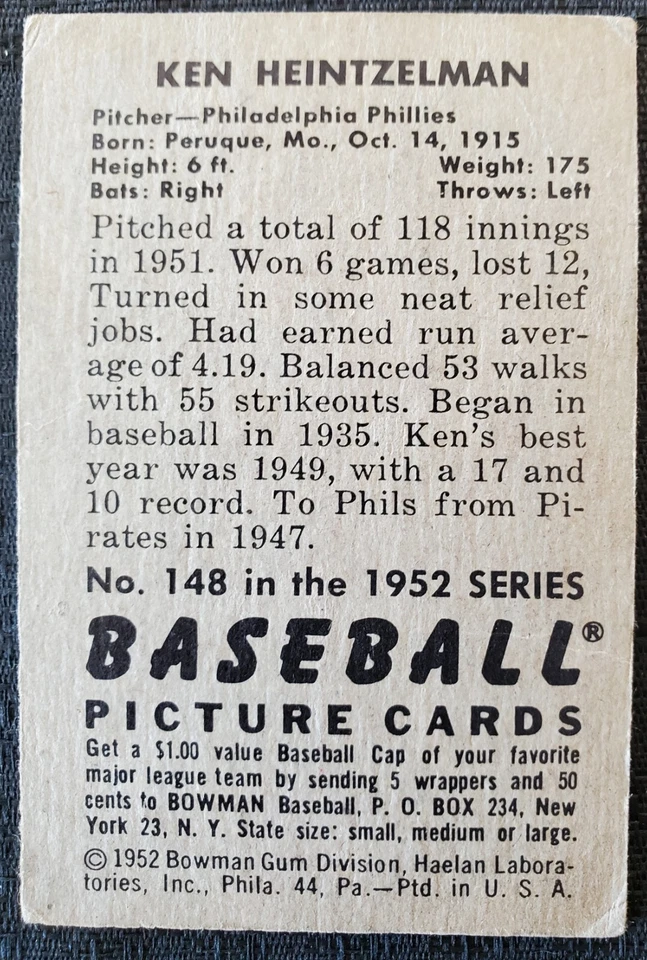 KEN HEINTZELMAN
Pitcher—Philadelphia Phillies
Born: Peruque, Mo., Oct. 14, 1915
Height: 6 ft. Weight: 175
Bats: Right Throws: Left
Pitched a total of 118 innings
in 1951. Won 6 games, lost 12,
Turned in some neat relief
jobs. Had earned run aver-
age of 4.19. Balanced 53 walks
with 55 strikeouts. Began in
baseball in 1935. Ken's best
year was 1949, with a 17 and
10 record. To Phils from Pi-
rates in 1947.
No. 148 in the 1952 SERIES
BASEBALL®
PICTURE CARDS
Get a $1.00 value Baseball Cap of your favorite
major league team by sending 5 wrappers and 50
cents to BOWMAN Baseball, P. O. BOX 234, New
York 23, N. Y. State size: small, medium or large.
© 1952 Bowman Gum Division, Haelan Labora-
tories, Inc., Phila. 44, Pa.—Ptd. in U. S. A.